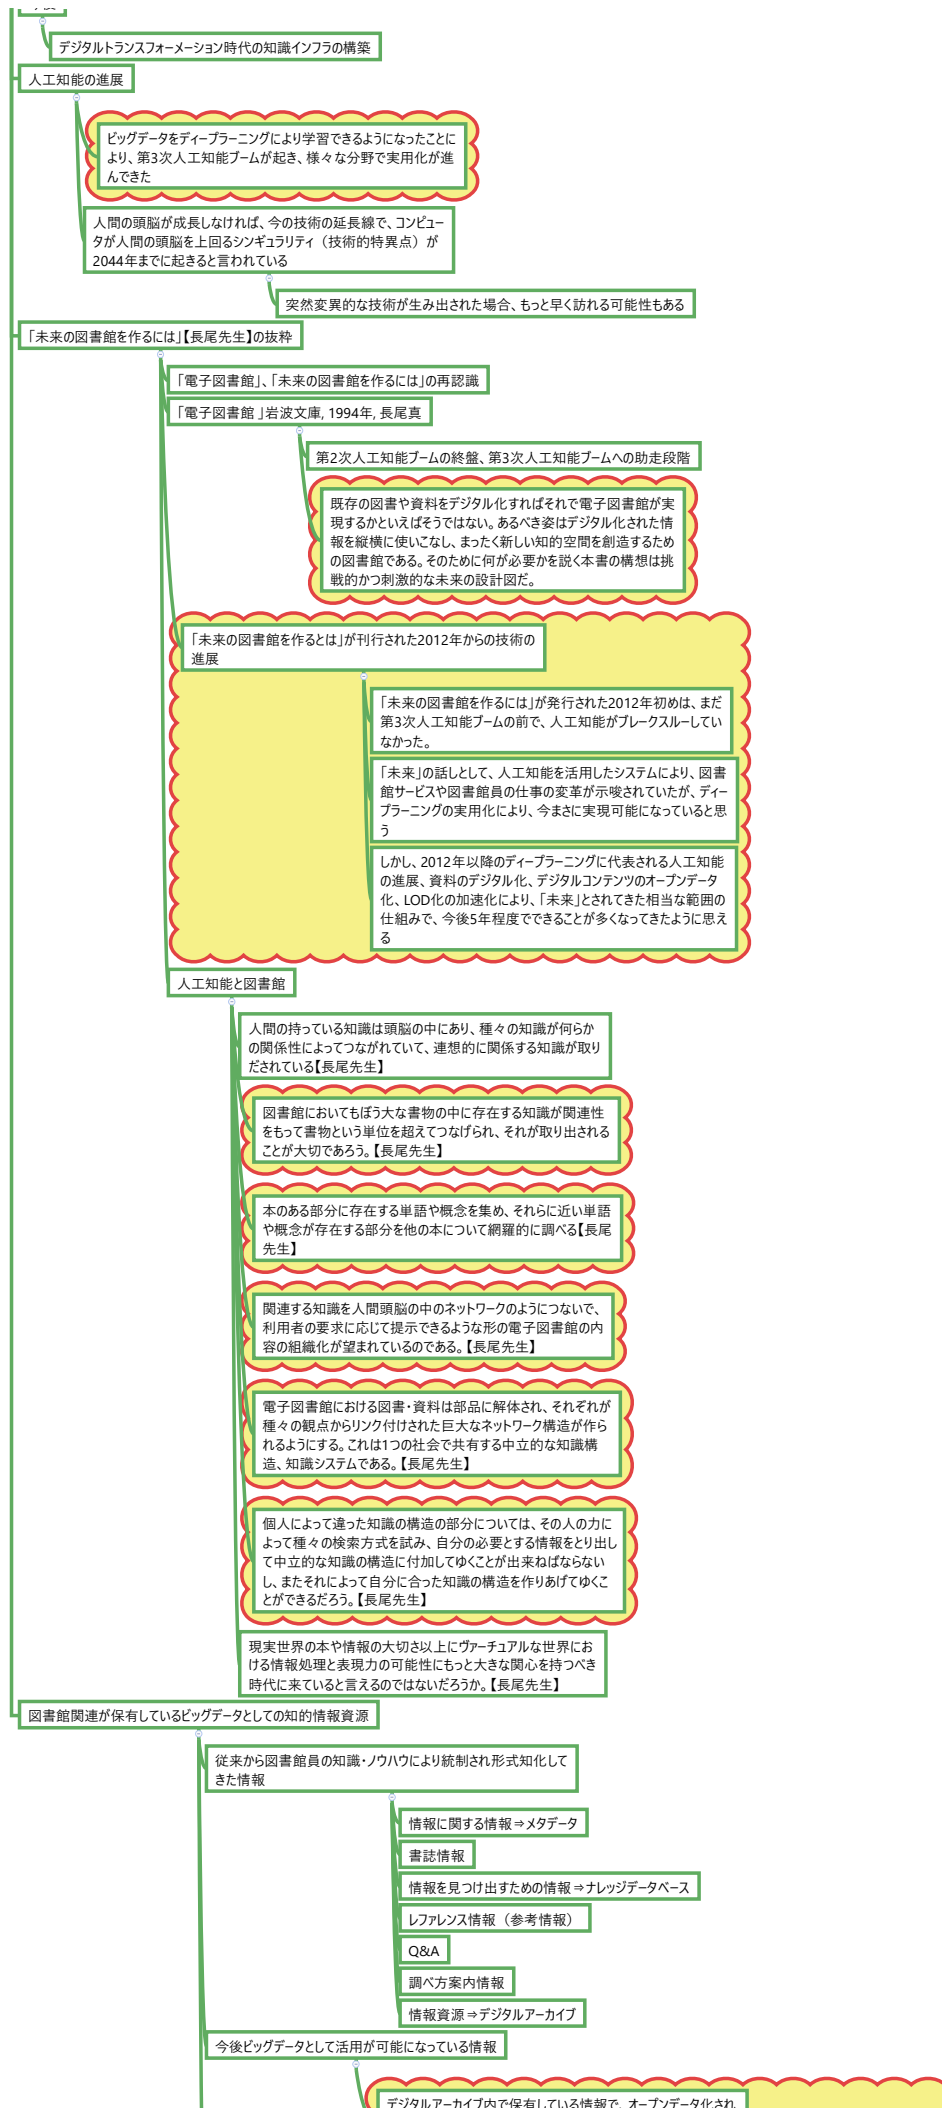 デジタルトランスフォーメーション時代の知識インフラの構築
人工知能の進展
ビッグデータをディープラーニングにより学習できるようになったことに
より、第3次人工知能ブームが起き、様々な分野で実用化が進
んできた
人間の頭脳が成長しなければ、今の技術の延長線で、コンピュー
タが人間の頭脳を上回るシンギュラリティ（技術的特異点）が
2044年までに起きると言われている
突然変異的な技術が生み出された場合、もっと早く訪れる可能性もある
「未来の図書館を作るには」【長尾先生】の抜粋
「電子図書館」、「未来の図書館を作るには」の再認識
「電子図書館 」岩波文庫, 1994年, 長尾真
第2次人工知能ブームの終盤、第3次人工知能ブームへの助走段階
既存の図書や資料をデジタル化すればそれで電子図書館が実
現するかといえばそうではない。あるべき姿はデジタル化された情
報を縦横に使いこなし、まったく新しい知的空間を創造するため
の図書館である。そのために何が必要かを説く本書の構想は挑
戦的かつ刺激的な未来の設計図だ。
「未来の図書館を作るとは」が刊行された2012年からの技術の
進展
「未来の図書館を作るには」が発行された2012年初めは、まだ
第3次人工知能ブームの前で、人工知能がブレークスルーしてい
なかった。
「未来」の話しとして、人工知能を活用したシステムにより、図書
館サービスや図書館員の仕事の変革が示唆されていたが、ディー
プラーニングの実用化により、今まさに実現可能になっていると思
う
しかし、2012年以降のディープラーニングに代表される人工知能
の進展、資料のデジタル化、デジタルコンテンツのオープンデータ
化、LOD化の加速化により、「未来」とされてきた相当な範囲の
仕組みで、今後5年程度でできることが多くなってきたように思え
る
人工知能と図書館
人間の持っている知識は頭脳の中にあり、種々の知識が何らか
の関係性によってつながれていて、連想的に関係する知識が取り
だされている【長尾先生】
図書館においてもぼう大な書物の中に存在する知識が関連性
をもって書物という単位を超えてつなげられ、それが取り出される
ことが大切であろう。【長尾先生】
本のある部分に存在する単語や概念を集め、それらに近い単語
や概念が存在する部分を他の本について網羅的に調べる【長尾
先生】
関連する知識を人間頭脳の中のネットワークのようにつないで、
利用者の要求に応じて提示できるような形の電子図書館の内
容の組織化が望まれているのである。【長尾先生】
電子図書館における図書・資料は部品に解体され、それぞれが
種々の観点からリンク付けされた巨大なネットワーク構造が作ら
れるようにする。これは1つの社会で共有する中立的な知識構
造、知識システムである。【長尾先生】
個人によって違った知識の構造の部分については、その人の力に
よって種々の検索方式を試み、自分の必要とする情報をとり出し
て中立的な知識の構造に付加してゆくことが出来ねばならない
し、またそれによって自分に合った知識の構造を作りあげてゆくこ
とができるだろう。【長尾先生】
現実世界の本や情報の大切さ以上にヴァーチュアルな世界にお
ける情報処理と表現力の可能性にもっと大きな関心を持つべき
時代に来ていると言えるのではないだろうか。【長尾先生】
図書館関連が保有しているビッグデータとしての知的情報資源
従来から図書館員の知識・ノウハウにより統制され形式知化して
きた情報
情報に関する情報⇒メタデータ
書誌情報
情報を見つけ出すための情報⇒ナレッジデータベース
レファレンス情報（参考情報）
Q&A
調べ方案内情報
情報資源⇒デジタルアーカイブ
今後ビッグデータとして活用が可能になっている情報
デジタルアーカイブ内で保有している情報で、オープンデータ化され